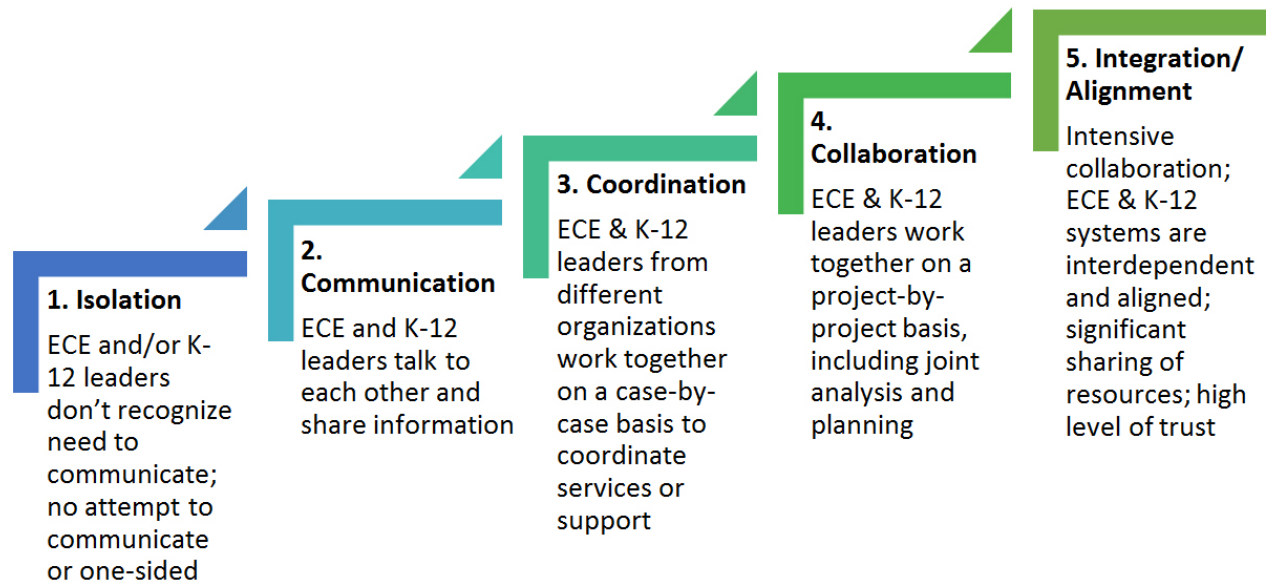 1. Isolation
ECE and/or K-
12 leaders
don’t recognize
need to
communicate;
no attempt to
communicate
or one-sided
2.
Communication
ECE and K-12
leaders talk to
each other and
share information
3. Coordination
ECE & K-12
leaders from
different
organizations
work together
on a case-by-
case basis to
coordinate
services or
support
4.
Collaboration
ECE & K-12
leaders work
together on a
project-by-
project basis,
including joint
analysis and
planning
5. Integration/
Alignment
Intensive
collaboration;
ECE & K-12
systems are
interdependent
and aligned;
significant
sharing of
resources; high
level of trust